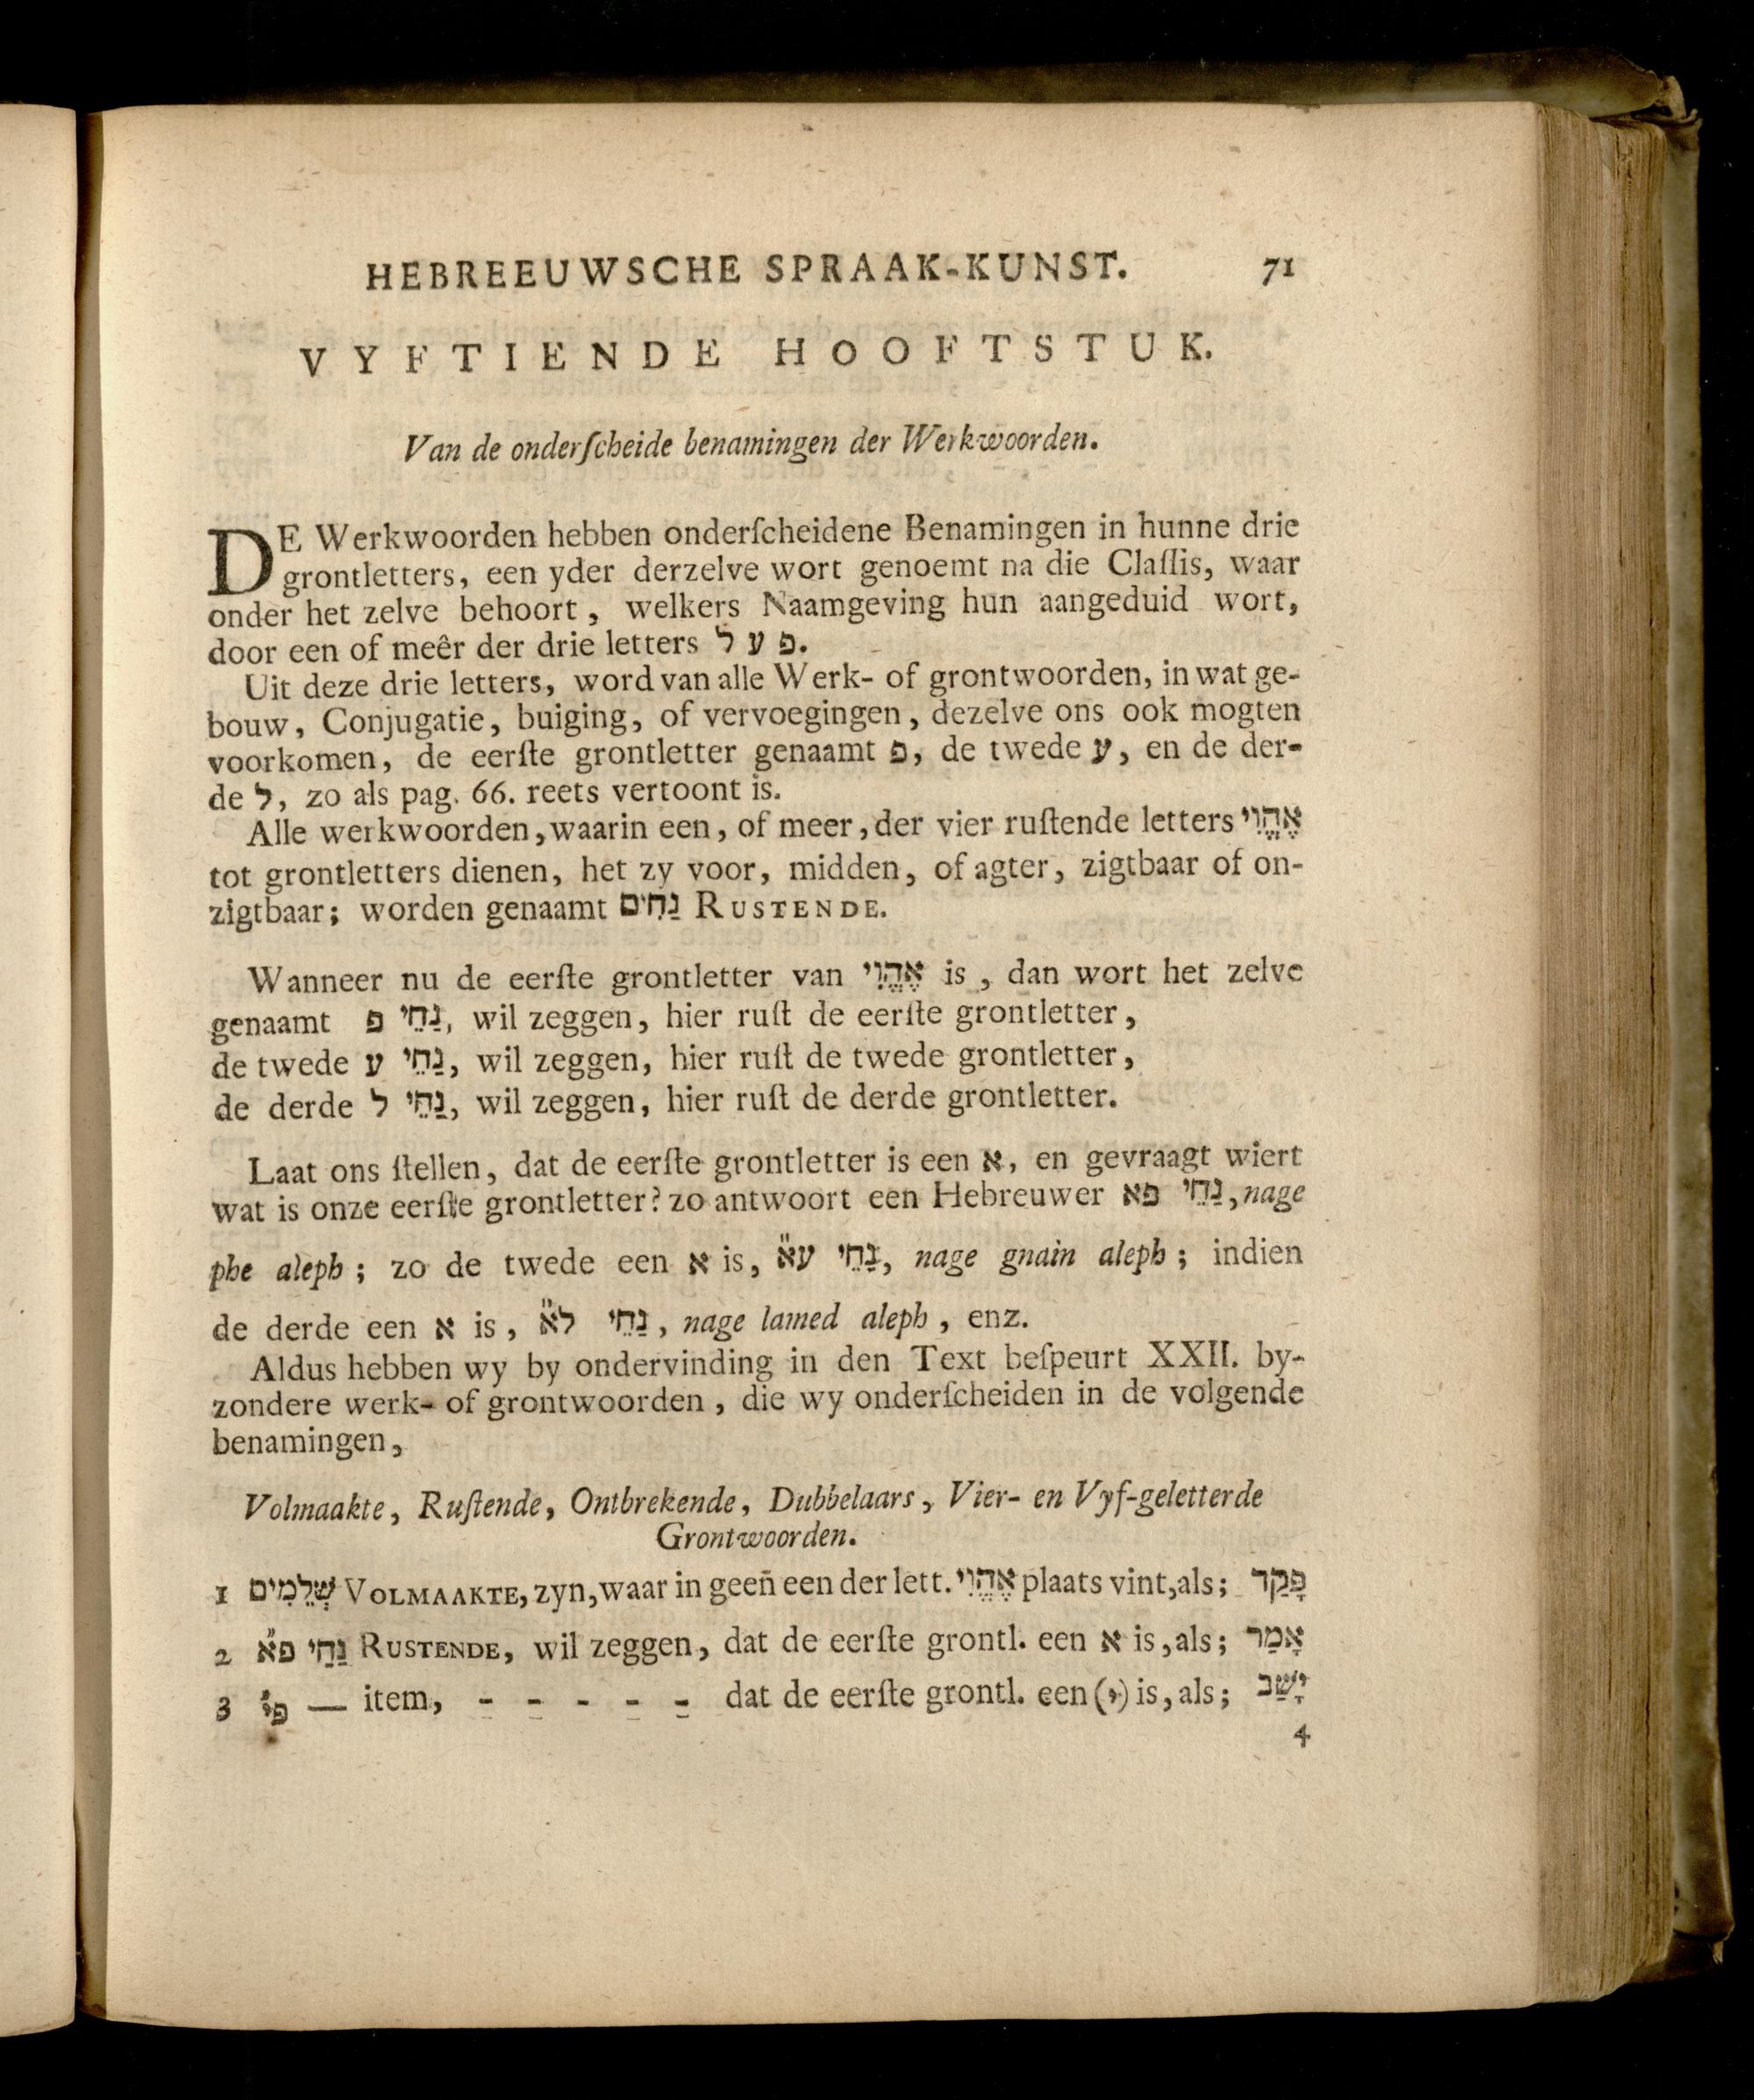 HEBREEUWSCHE SPRAAK-KUNST. 71
VYFTIENDE HOOFTSTUK.
Van de onderſcheide benamingen der Werkwoorden.
DE Werkwoorden hebben onderſcheidene Benamingen in hunne drie
grontletters, een yder derzelve wort genoemt na die Claſſis, waar
onder het zelve behoort, welkers Naamgeving hun aangeduid wort,
door een of meêr der drie letters פ ע ל.
Uit deze drie letters, word van alle Werk- of grontwoorden, in wat ge-
bouw, Conjugatie, buiging, of vervoegingen, dezelve ons ook mogten
voorkomen, de eerſte grontletter genaamt פ, de twede ע, en de der-
de ל, zo als pag. 66. reets vertoont is.
Alle werkwoorden, waarin een, of meer, der vier ruſtende letters אֶהֱוִי
tot grontletters dienen, het zy voor, midden, of agter, zigtbaar of on-
zigtbaar; worden genaamt נַחִים RUSTENDE.
Wanneer nu de eerſte grontletter van אֶהֱוִי is, dan wort het zelve
genaamt נַחֵי פ, wil zeggen, hier ruſt de eerſte grontletter,
de twede נַחֵי ע, wil zeggen, hier ruſt de twede grontletter,
de derde נַחֵי ל, wil zeggen, hier ruſt de derde grontletter.
Laat ons ſtellen, dat de eerſte grontletter is een א, en gevraagt wiert
wat is onze eerſte grontletter? zo antwoort een Hebreuwer נַחֵי פא, nage
phe aleph; zo de twede een א is, נַחֵי ע״א, nage gnain aleph; indien
de derde een א is, נַחֵי ל״א, nage lamed aleph, enz.
Aldus hebben wy by ondervinding in den Text beſpeurt XXII. by-
zondere werk- of grontwoorden, die wy onderſcheiden in de volgende
benamingen,
Volmaakte, Ruſtende, Ontbrekende, Dubbelaars, Vier- en Vyf-geletterde
Grontwoorden.
1 שְׁלֵמִים VOLMAAKTE, zyn, waar in geen̄ een der lett. אֶהֱוִי plaats vint, als; פָּקַד
2 נַחֵי פ״א RUSTENDE, wil zeggen, dat de eerſte grontl. een א is, als; אָמַר
3 פ״י — item, - - - - - dat de eerſte grontl. een (י) is, als; יָשַׁב
4